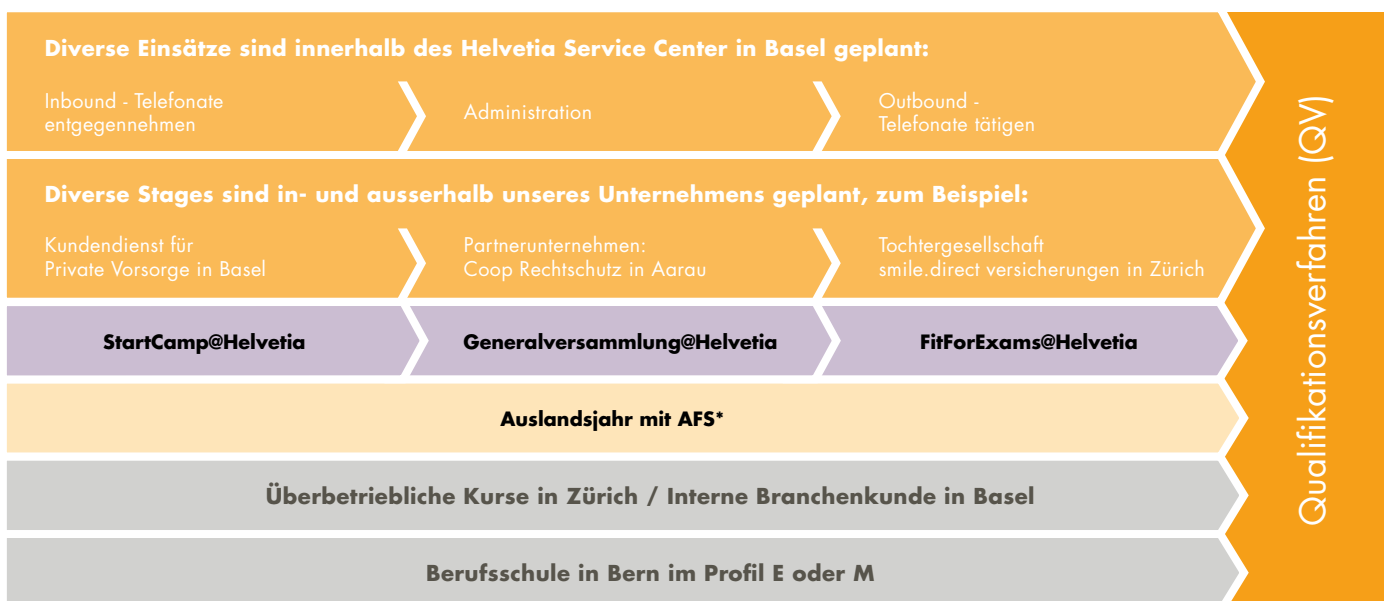 Diverse Einsätze sind innerhalb des Helvetia Service Center in Basel geplant:
Inbound - Telefonate
entgegennehmen
Administration
Outbound -
Telefonate tätigen
Diverse Stages sind in- und ausserhalb unseres Unternehmens geplant, zum Beispiel:
Kundendienst für
Private Vorsorge in Basel
Partnerunternehmen:
Coop Rechtschutz in Aarau
Tochtergesellschaft
smile.direct versicherungen in Zürich
StartCamp@Helvetia
Generalversammlung@Helvetia
FitForExams@Helvetia
Auslandsjahr mit AFS*
Überbetriebliche Kurse in Zürich / Interne Branchenkunde in Basel
Berufsschule in Bern im Profil E oder M
Qualifikationsverfahren (QV)